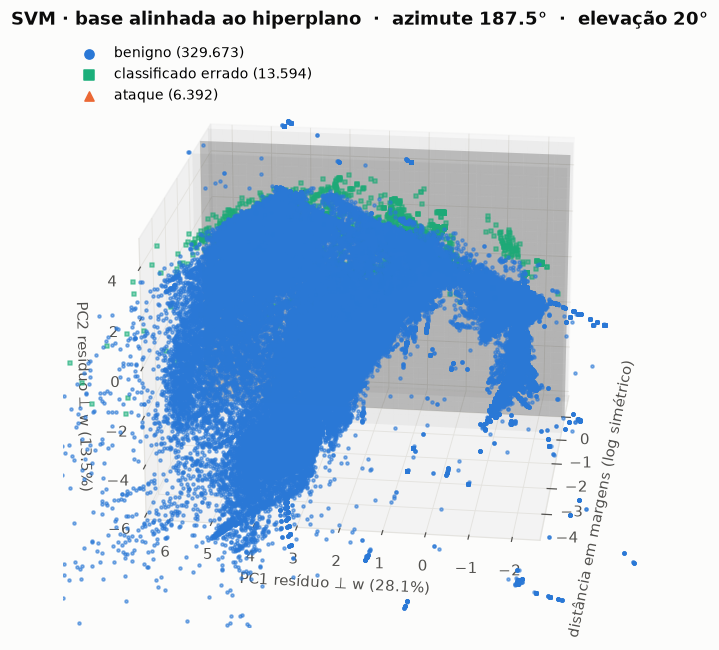 SVM · base alinhada ao hiperplano · azimute 187.5° · elevação 20°
benigno (329.673)
classificado errado (13.594)
ataque (6.392)
4
2
0
−2
−4
−6
PC2 resíduo ⊥ w (13.5%)
6
5
4
3
2
1
0
−1
−2
PC1 resíduo ⊥ w (28.1%)
0
−1
−2
−3
−4
distância em margens (log simétrico)